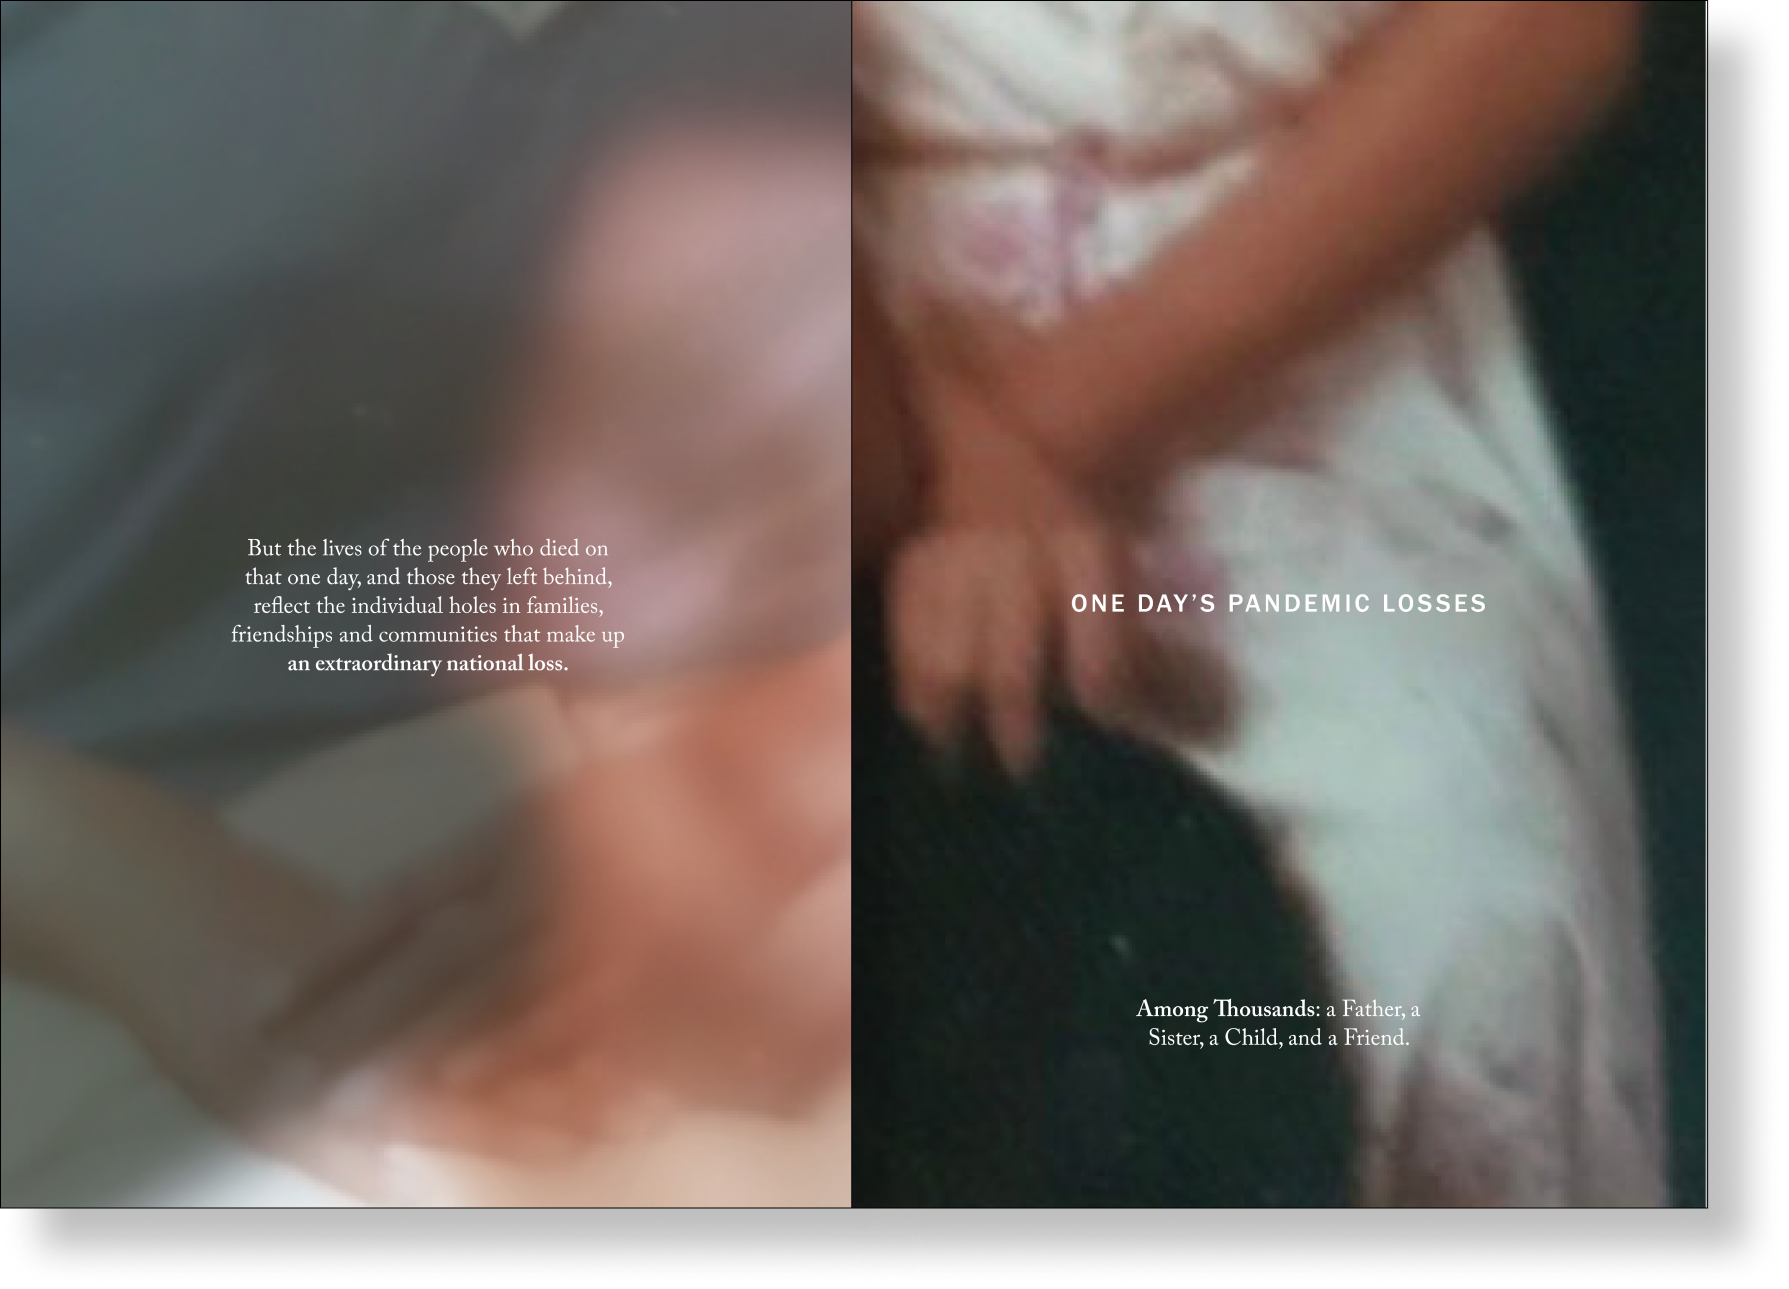 But the lives of the people who died on
that one day, and those they left behind,
reflect the individual holes in families,
friendships and communities that make up
an extraordinary national loss.
ONE DAY’S PANDEMIC LOSSES
Among Thousands: a Father, a
Sister, a Child, and a Friend.